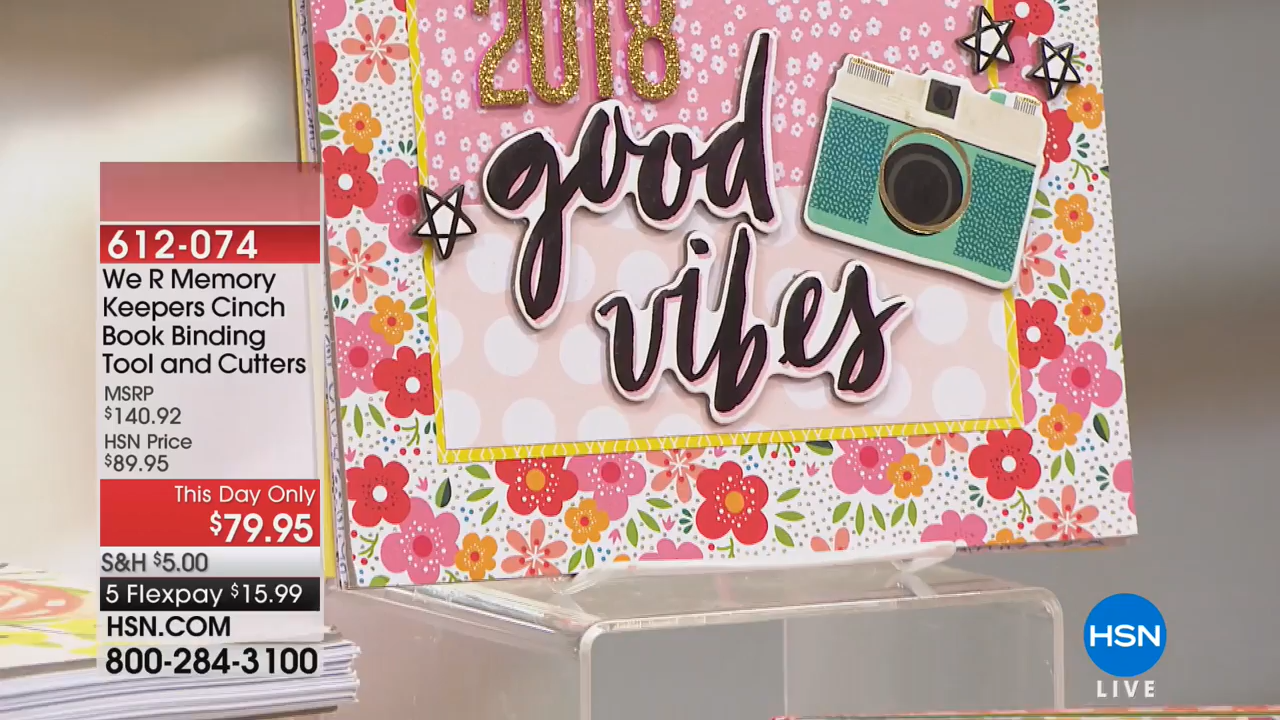 2018
good
vibes
612-074
We R Memory
Keepers Cinch
Book Binding
Tool and Cutters
MSRP
$140.92
HSN Price
$89.95
This Day Only
$79.95
S&H $5.00
5 Flexpay $15.99
HSN.COM
800-284-3100
HSN
LIVE